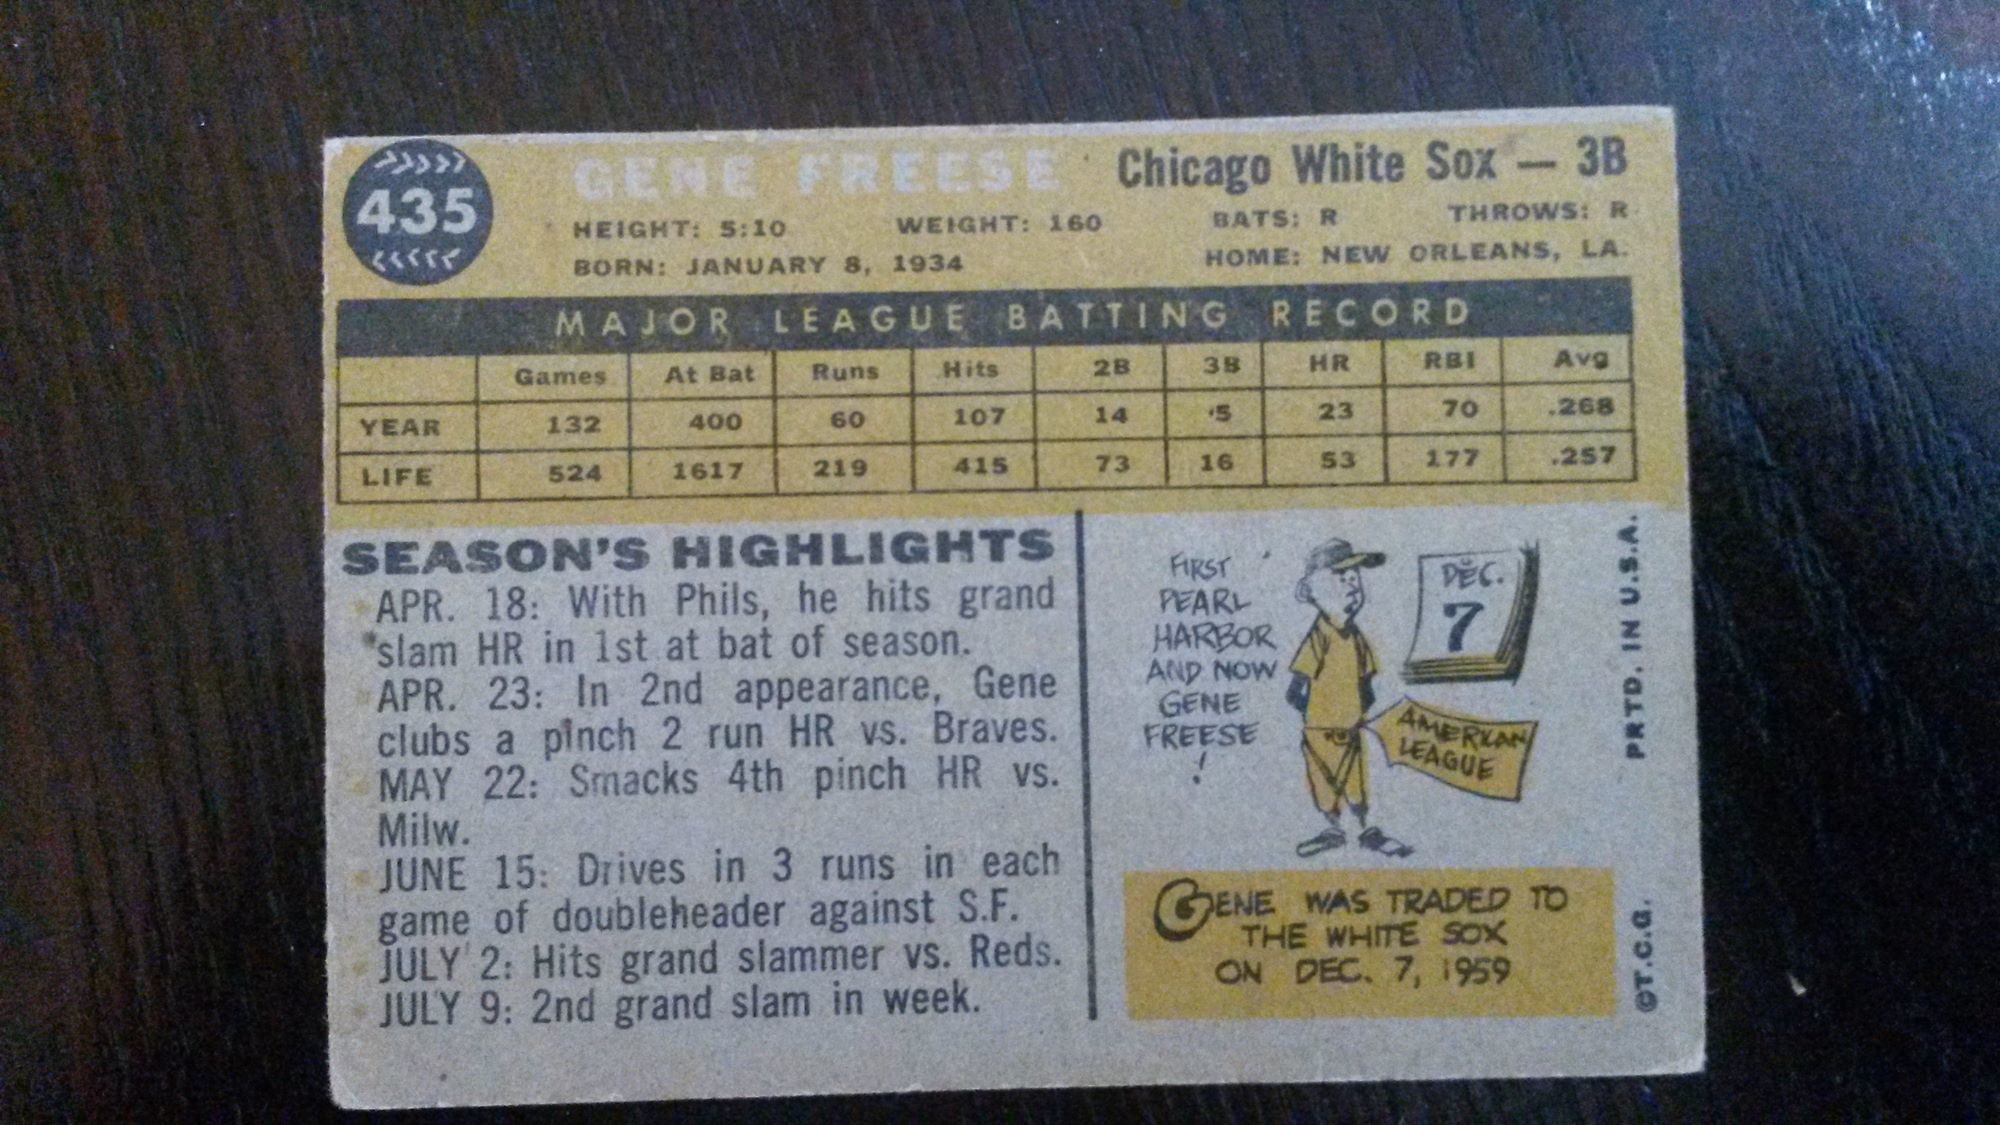 435
GENE FREESE Chicago White Sox — 3B
HEIGHT: 5:10 WEIGHT: 160 BATS: R THROWS: R
BORN: JANUARY 8, 1934 HOME: NEW ORLEANS, LA.
MAJOR LEAGUE BATTING RECORD
Games At Bat Runs Hits 2B 3B HR RBI Avg
YEAR 132 400 60 107 14 5 23 70 .268
LIFE 524 1617 219 415 73 16 53 177 .257
SEASON'S HIGHLIGHTS
APR. 18: With Phils, he hits grand
slam HR in 1st at bat of season.
APR. 23: In 2nd appearance, Gene
clubs a pinch 2 run HR vs. Braves.
MAY 22: Smacks 4th pinch HR vs.
Milw.
JUNE 15: Drives in 3 runs in each
game of doubleheader against S.F.
JULY 2: Hits grand slammer vs. Reds.
JULY 9: 2nd grand slam in week.
FIRST
PEARL
HARBOR
AND NOW
GENE
FREESE
!
DEC.
7
AMERICAN
LEAGUE
GENE WAS TRADED TO
THE WHITE SOX
ON DEC. 7, 1959
©T.C.G. PRTD. IN U.S.A.